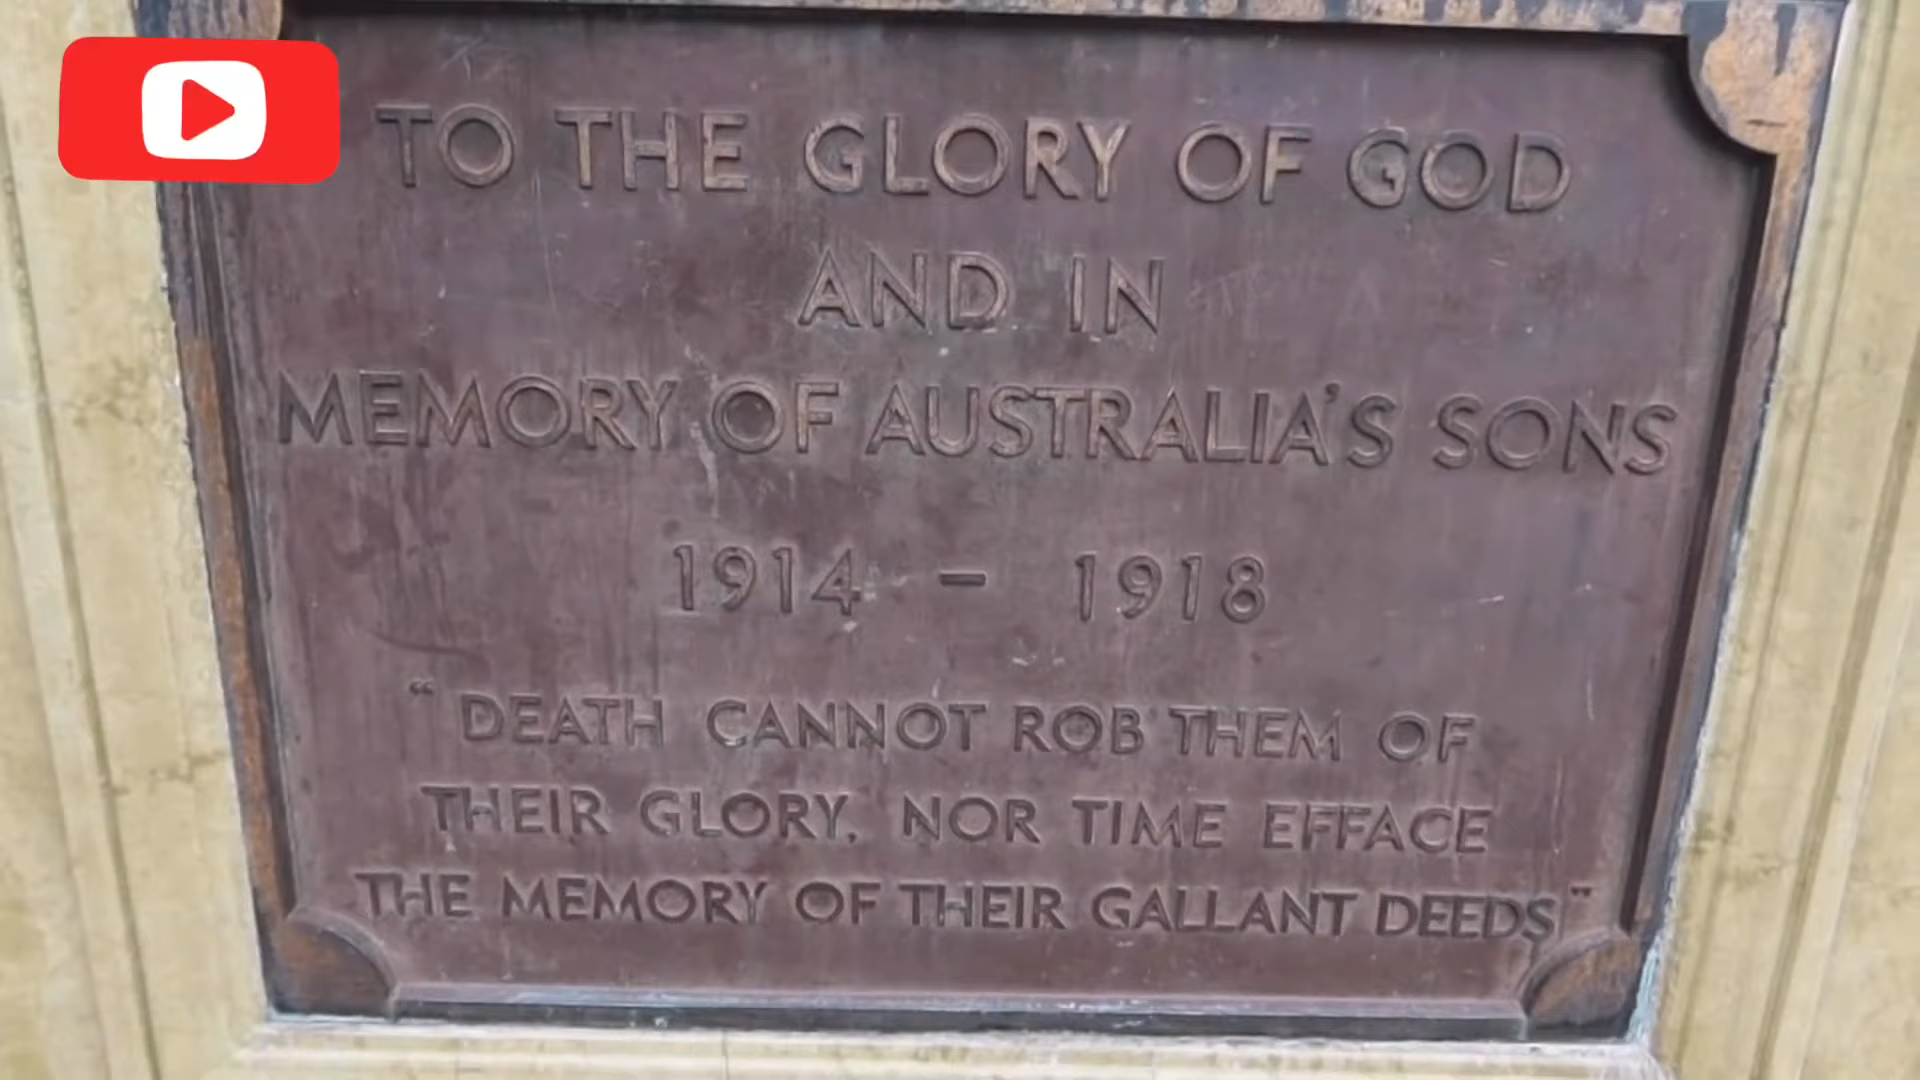 TO THE GLORY OF GOD
AND IN
MEMORY OF AUSTRALIA'S SONS
1914 - 1918
"DEATH CANNOT ROB THEM OF
THEIR GLORY, NOR TIME EFFACE
THE MEMORY OF THEIR GALLANT DEEDS"